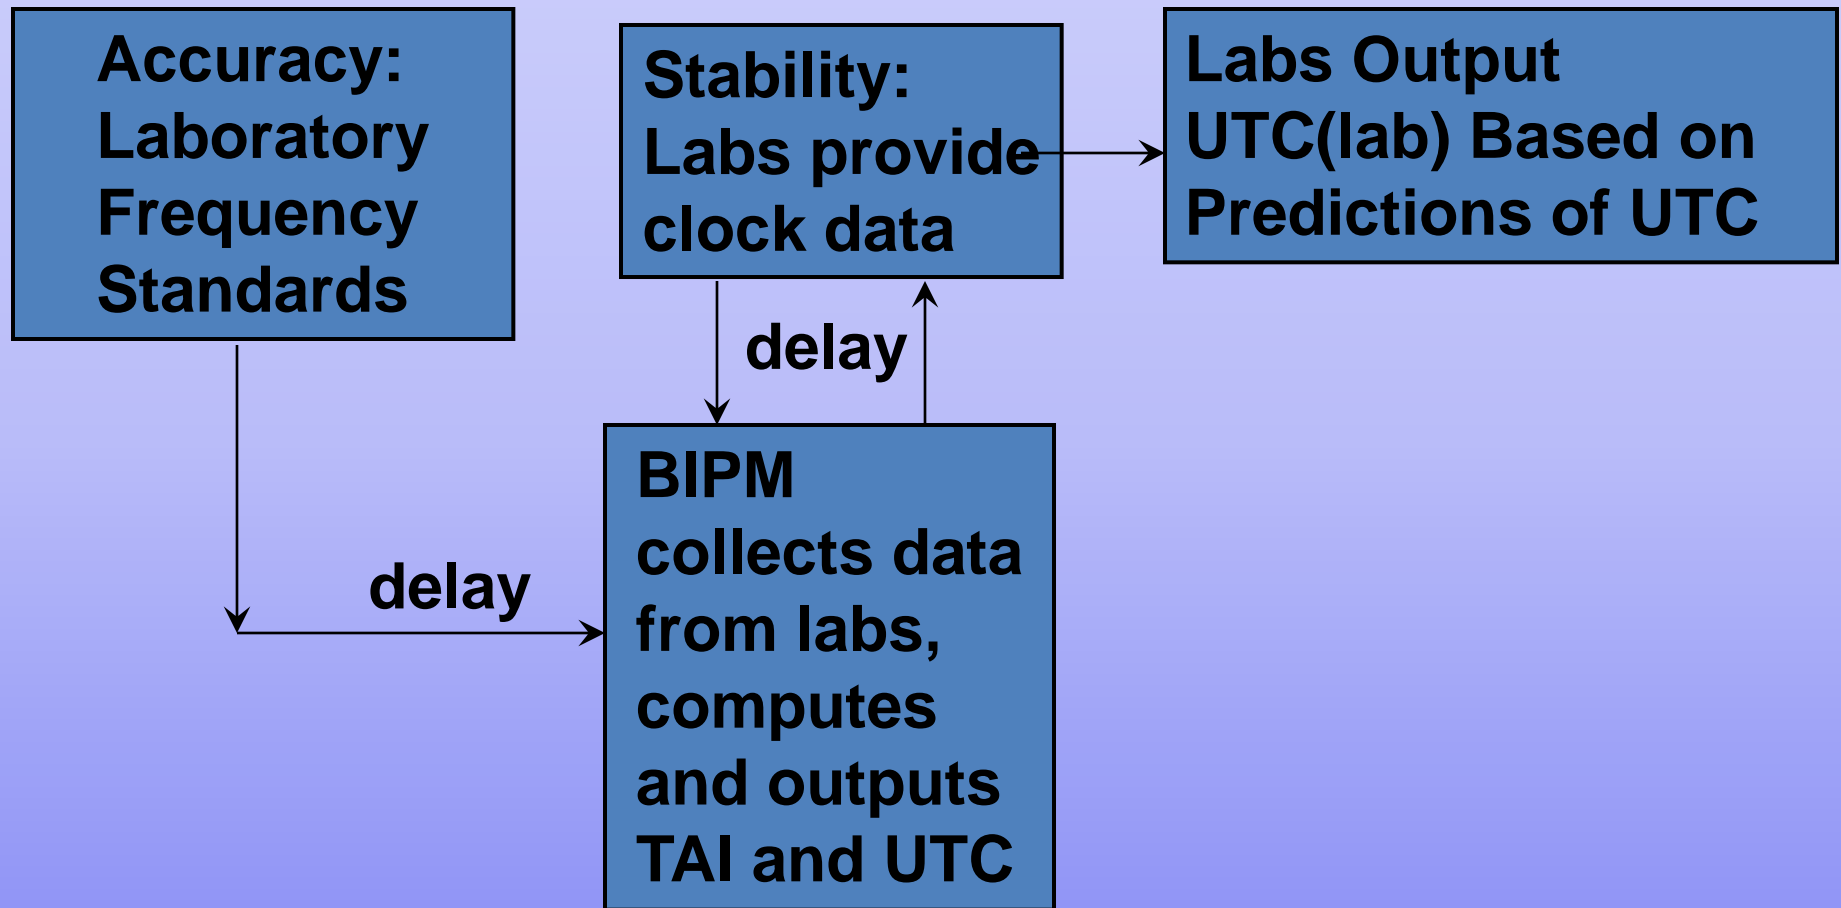 Accuracy:
Laboratory
Frequency
Standards
Stability:
Labs provide
clock data
Labs Output
UTC(lab) Based on
Predictions of UTC
delay
delay
BIPM
collects data
from labs,
computes
and outputs
TAI and UTC